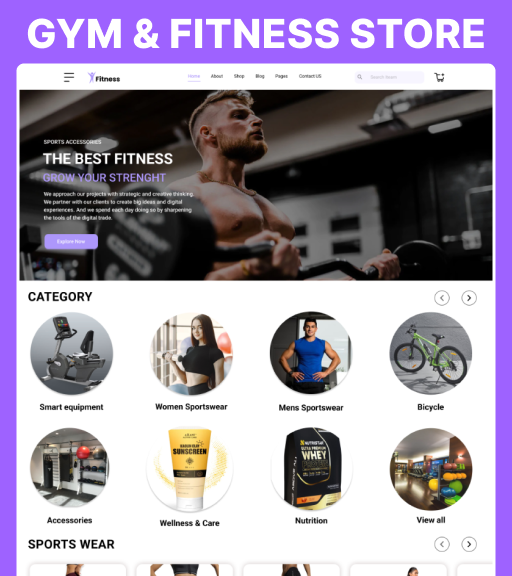 GYM & FITNESS STORE
Fitness
Home About Shop Blog Pages Contact US
SPORTS ACCESSORIES
THE BEST FITNESS
GROW YOUR STRENGHT
We approach our projects with strategic and creative thinking.
We partner with our clients to create big ideas and digital
experiences. And we spend each day doing so by sharpening
the tools of the digital trade.
Explore Now
CATEGORY
Smart equipment
Women Sportswear
Mens Sportswear
Bicycle
SUNSCREEN
WHEY
Accessories
Wellness & Care
Nutrition
View all
SPORTS WEAR